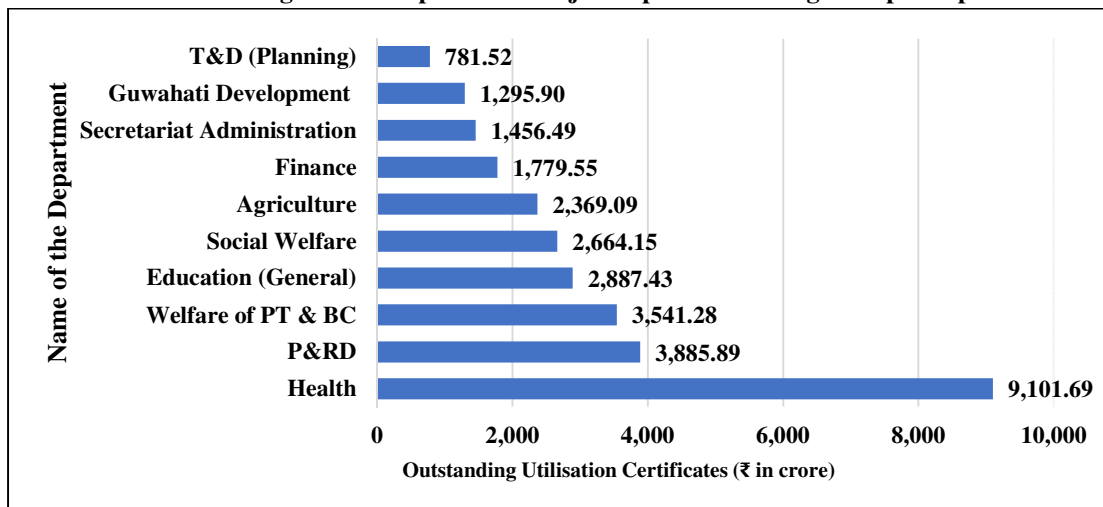 Name of the Department
T&D (Planning) 781.52
Guwahati Development 1,295.90
Secretariat Administration 1,456.49
Finance 1,779.55
Agriculture 2,369.09
Social Welfare 2,664.15
Education (General) 2,887.43
Welfare of PT & BC 3,541.28
P&RD 3,885.89
Health 9,101.69
0 2,000 4,000 6,000 8,000 10,000
Outstanding Utilisation Certificates (₹ in crore)